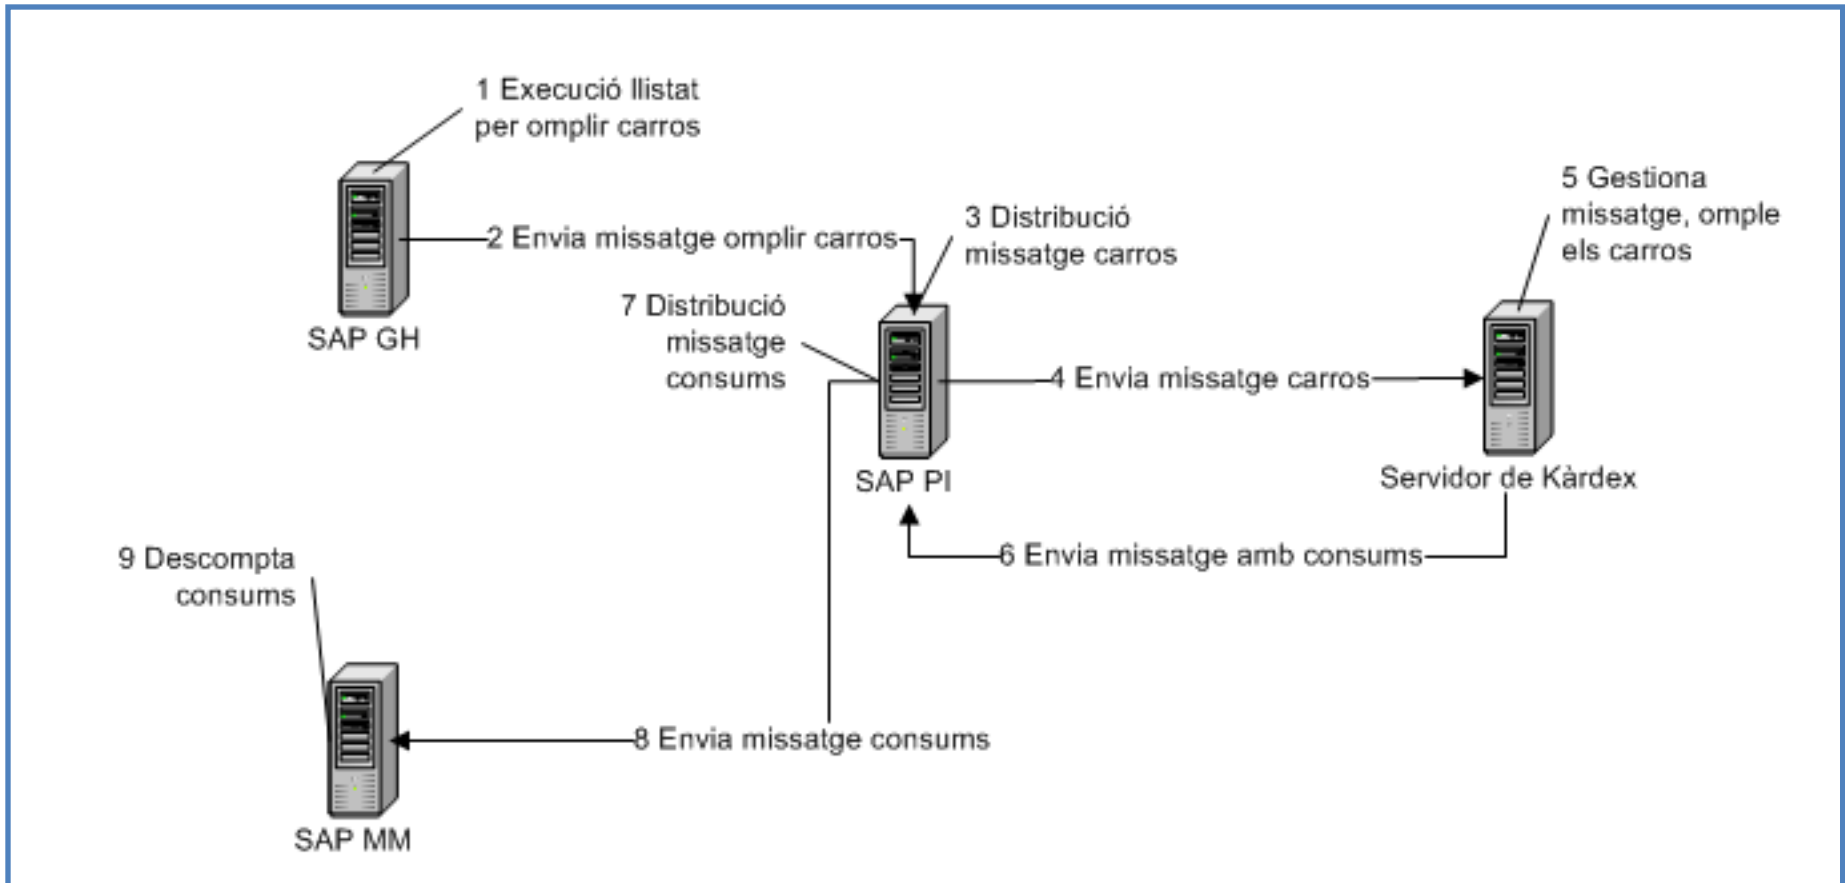 1 Execució llistat
per omplir carros
2 Envia missatge omplir carros
3 Distribució
missatge carros
5 Gestiona
missatge, omple
els carros
SAP GH
7 Distribució
missatge
consums
4 Envia missatge carros
SAP PI
Servidor de Kàrdex
6 Envia missatge amb consums
9 Descompta
consums
8 Envia missatge consums
SAP MM